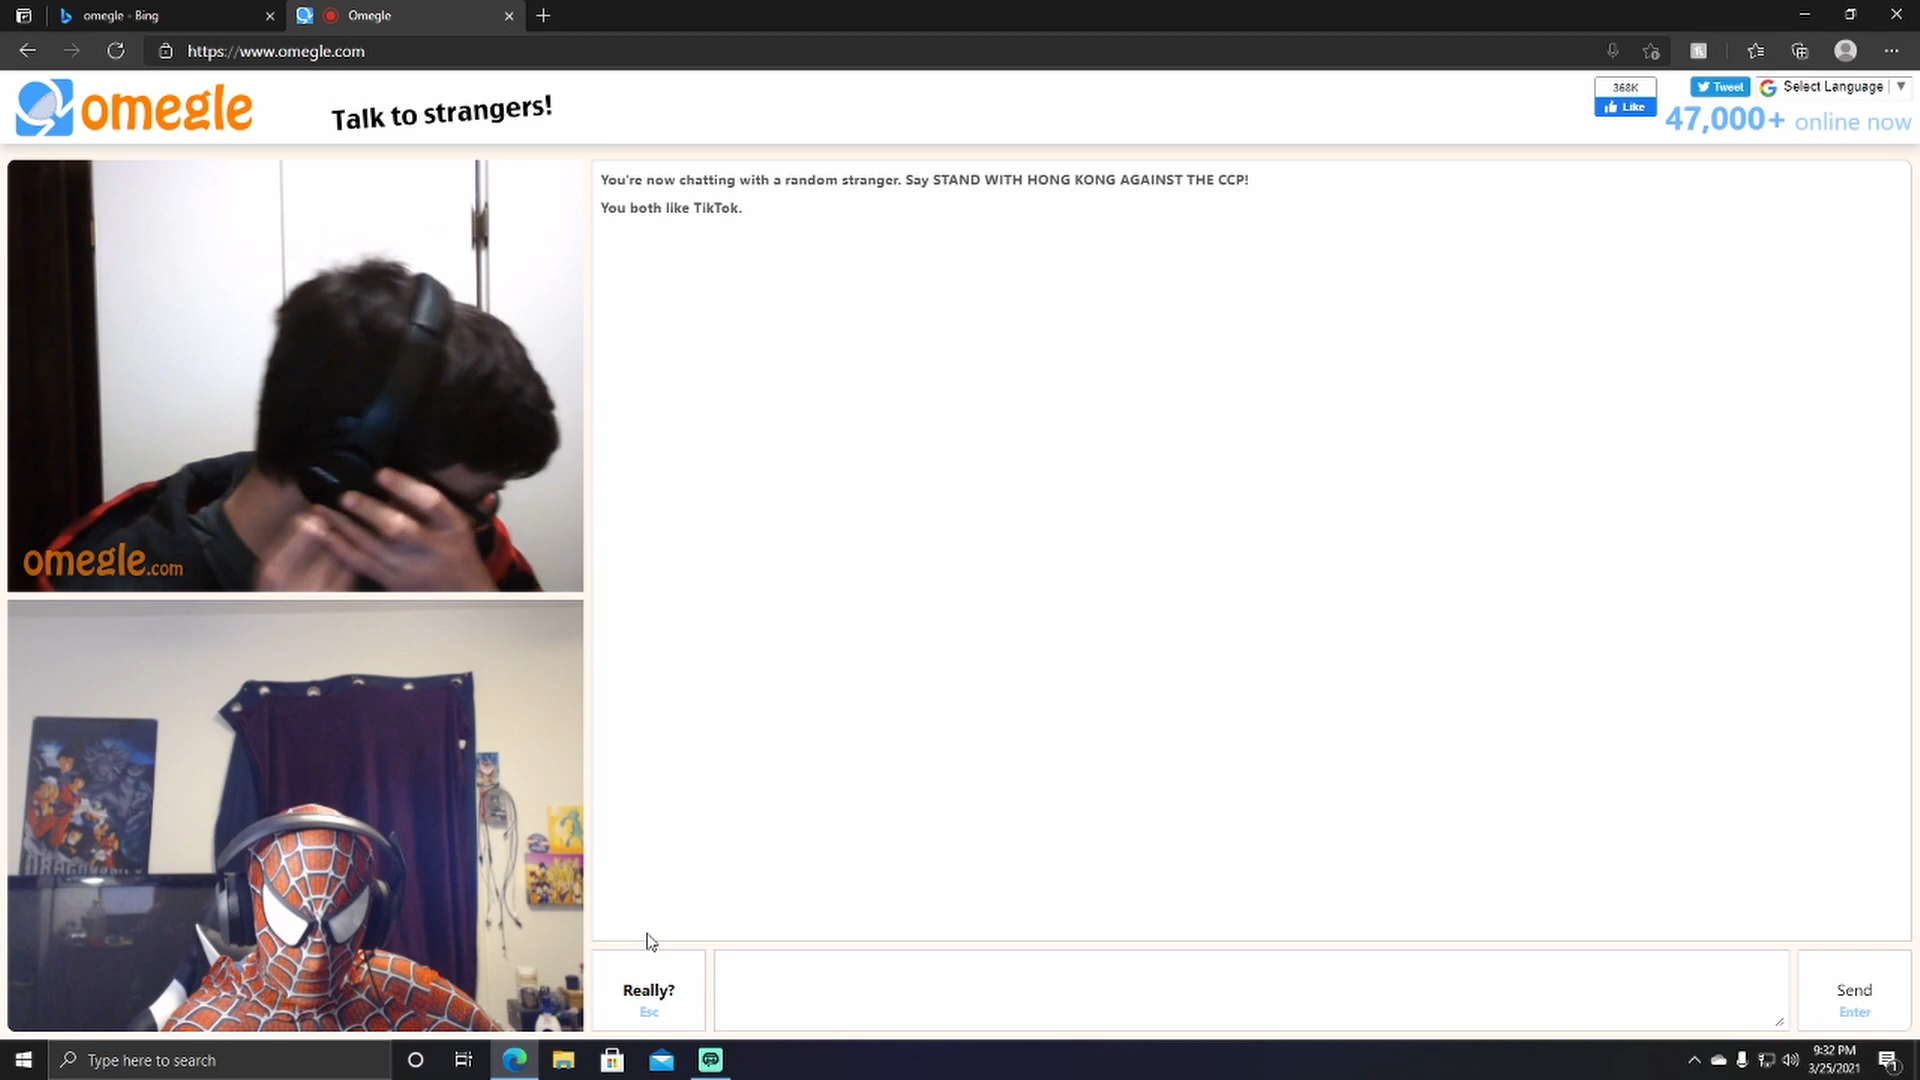 omegle - Bing
Omegle
https://www.omegle.com
omegle
Talk to strangers!
368K
Like
Tweet
Select Language
47,000+ online now
You're now chatting with a random stranger. Say STAND WITH HONG KONG AGAINST THE CCP!
You both like TikTok.
omegle.com
Really?
Esc
Send
Enter
Type here to search
9:32 PM
3/25/2021
1